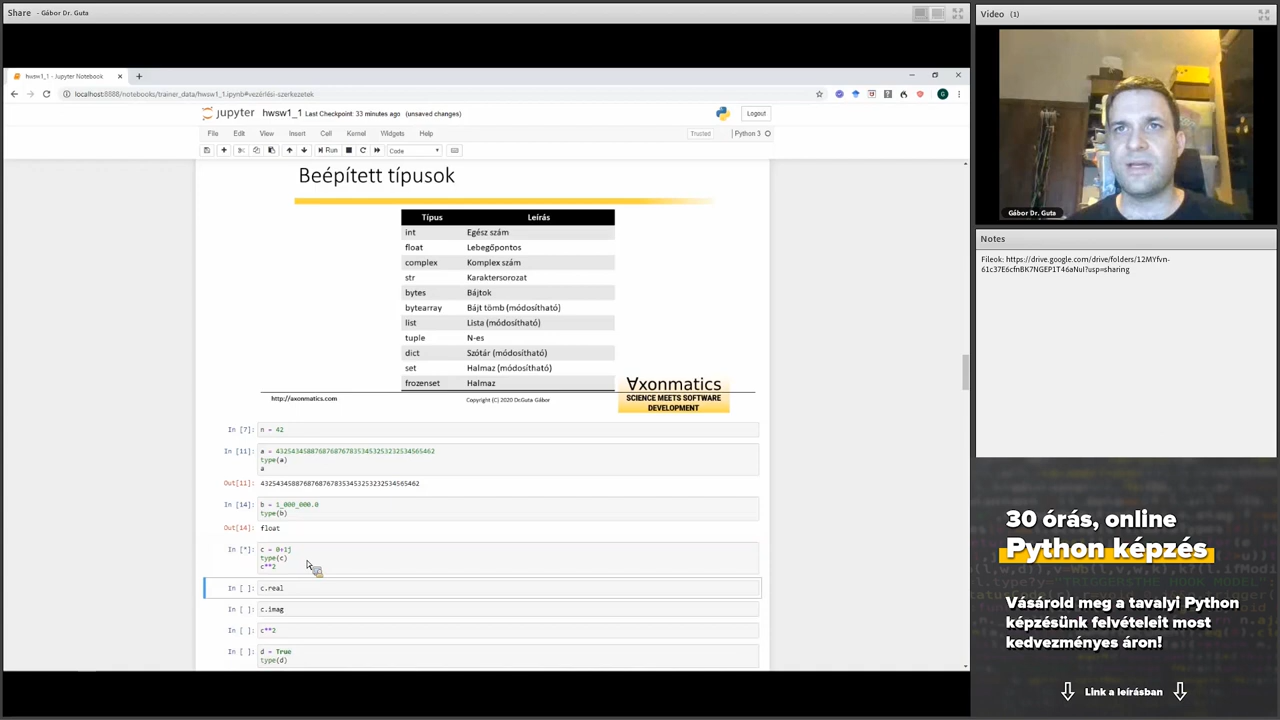 Share - Gábor Dr. Guta
hwsw1_1 - Jupyter Notebook
localhost:8888/notebooks/trainer_data/hwsw1_1.ipynb#vezérlési-szerkezetek
jupyter hwsw1_1 Last Checkpoint: 33 minutes ago (unsaved changes)
Logout
File Edit View Insert Cell Kernel Widgets Help
Trusted Python 3
Run Code
Beépített típusok
Típus Leírás
int Egész szám
float Lebegőpontos
complex Komplex szám
str Karaktersorozat
bytes Bájtok
bytearray Bájt tömb (módosítható)
list Lista (módosítható)
tuple N-es
dict Szótár (módosítható)
set Halmaz (módosítható)
frozenset Halmaz
http://axonmatics.com
Copyright (C) 2020 Dr.Guta Gábor
∀xonmatics
SCIENCE MEETS SOFTWARE
DEVELOPMENT
In [7]: n = 42
In [11]: a =
type(a)
a
Out[11]:
In [14]: b = 1_000_000.0
type(b)
Out[14]: float
In [*]: c = 0+1j
type(c)
c**2
In [ ]: c.real
In [ ]: c.imag
In [ ]: c**2
In [ ]: d = True
type(d)
Video (1)
Gábor Dr. Guta
Notes
Fileok: https://drive.google.com/drive/folders/12MYfvn-
61c37E6cfnBK7NGEP1T46aNuI?usp=sharing
30 órás, online
Python képzés
Vásárold meg a tavalyi Python
képzésünk felvételeit most
kedvezményes áron!
Link a leírásban